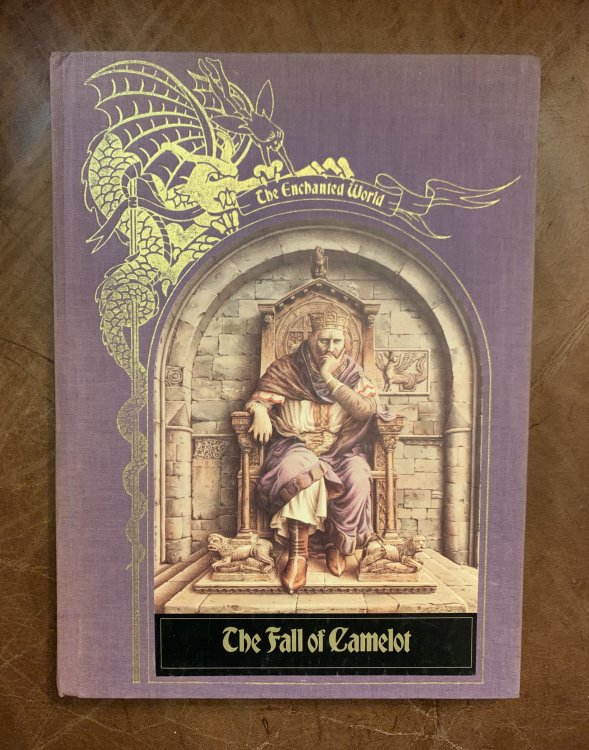 The Enchanted World
The Fall of Camelot